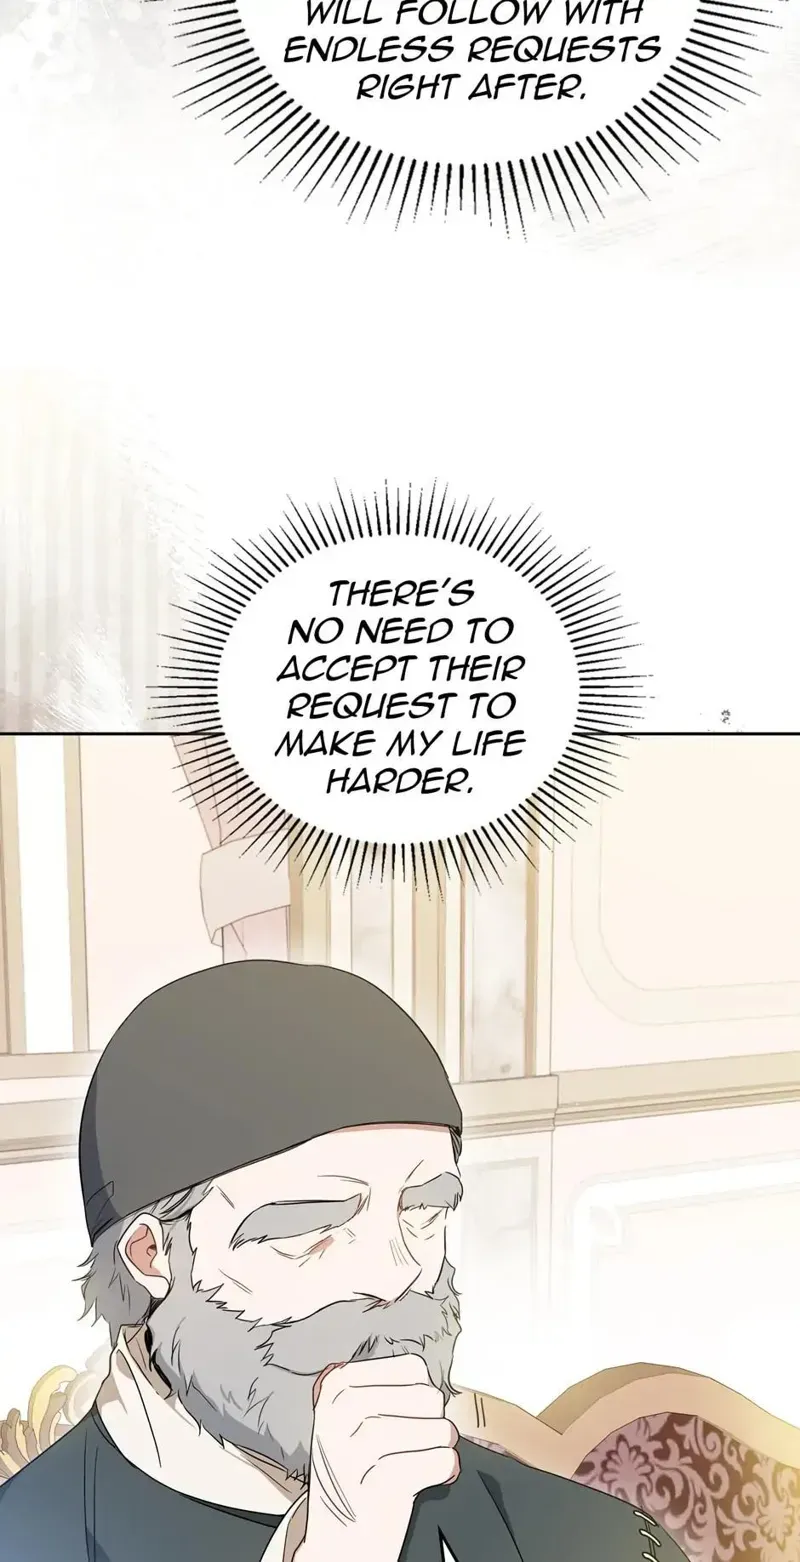 WILL FOLLOW WITH
ENDLESS REQUESTS
RIGHT AFTER.
THERE'S
NO NEED TO
ACCEPT THEIR
REQUEST TO
MAKE MY LIFE
HARDER.